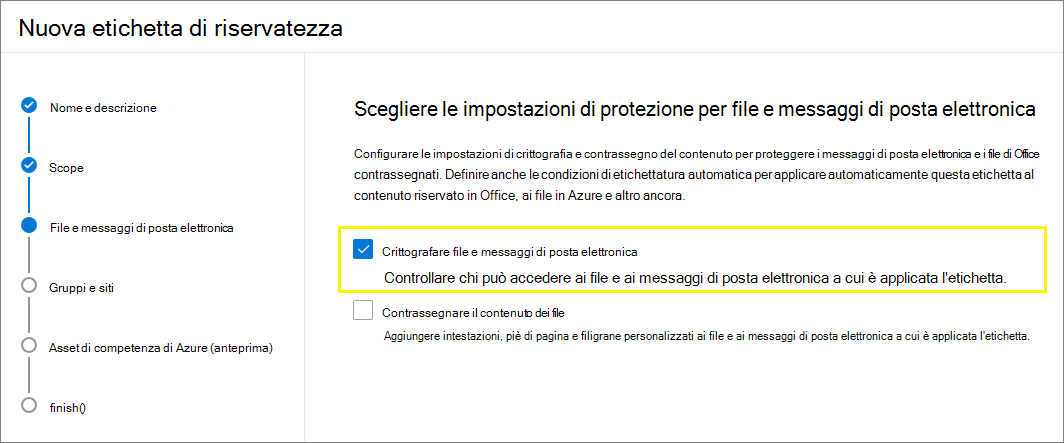 Nuova etichetta di riservatezza
Nome e descrizione
Scope
File e messaggi di posta elettronica
Gruppi e siti
Asset di competenza di Azure (anteprima)
finish()
Scegliere le impostazioni di protezione per file e messaggi di posta elettronica
Configurare le impostazioni di crittografia e contrassegno del contenuto per proteggere i messaggi di posta elettronica e i file di Office
contrassegnati. Definire anche le condizioni di etichettatura automatica per applicare automaticamente questa etichetta al
contenuto riservato in Office, ai file in Azure e altro ancora.
Crittografare file e messaggi di posta elettronica
Controllare chi può accedere ai file e ai messaggi di posta elettronica a cui è applicata l'etichetta.
Contrassegnare il contenuto dei file
Aggiungere intestazioni, piè di pagina e filigrane personalizzati ai file e ai messaggi di posta elettronica a cui è applicata l'etichetta.